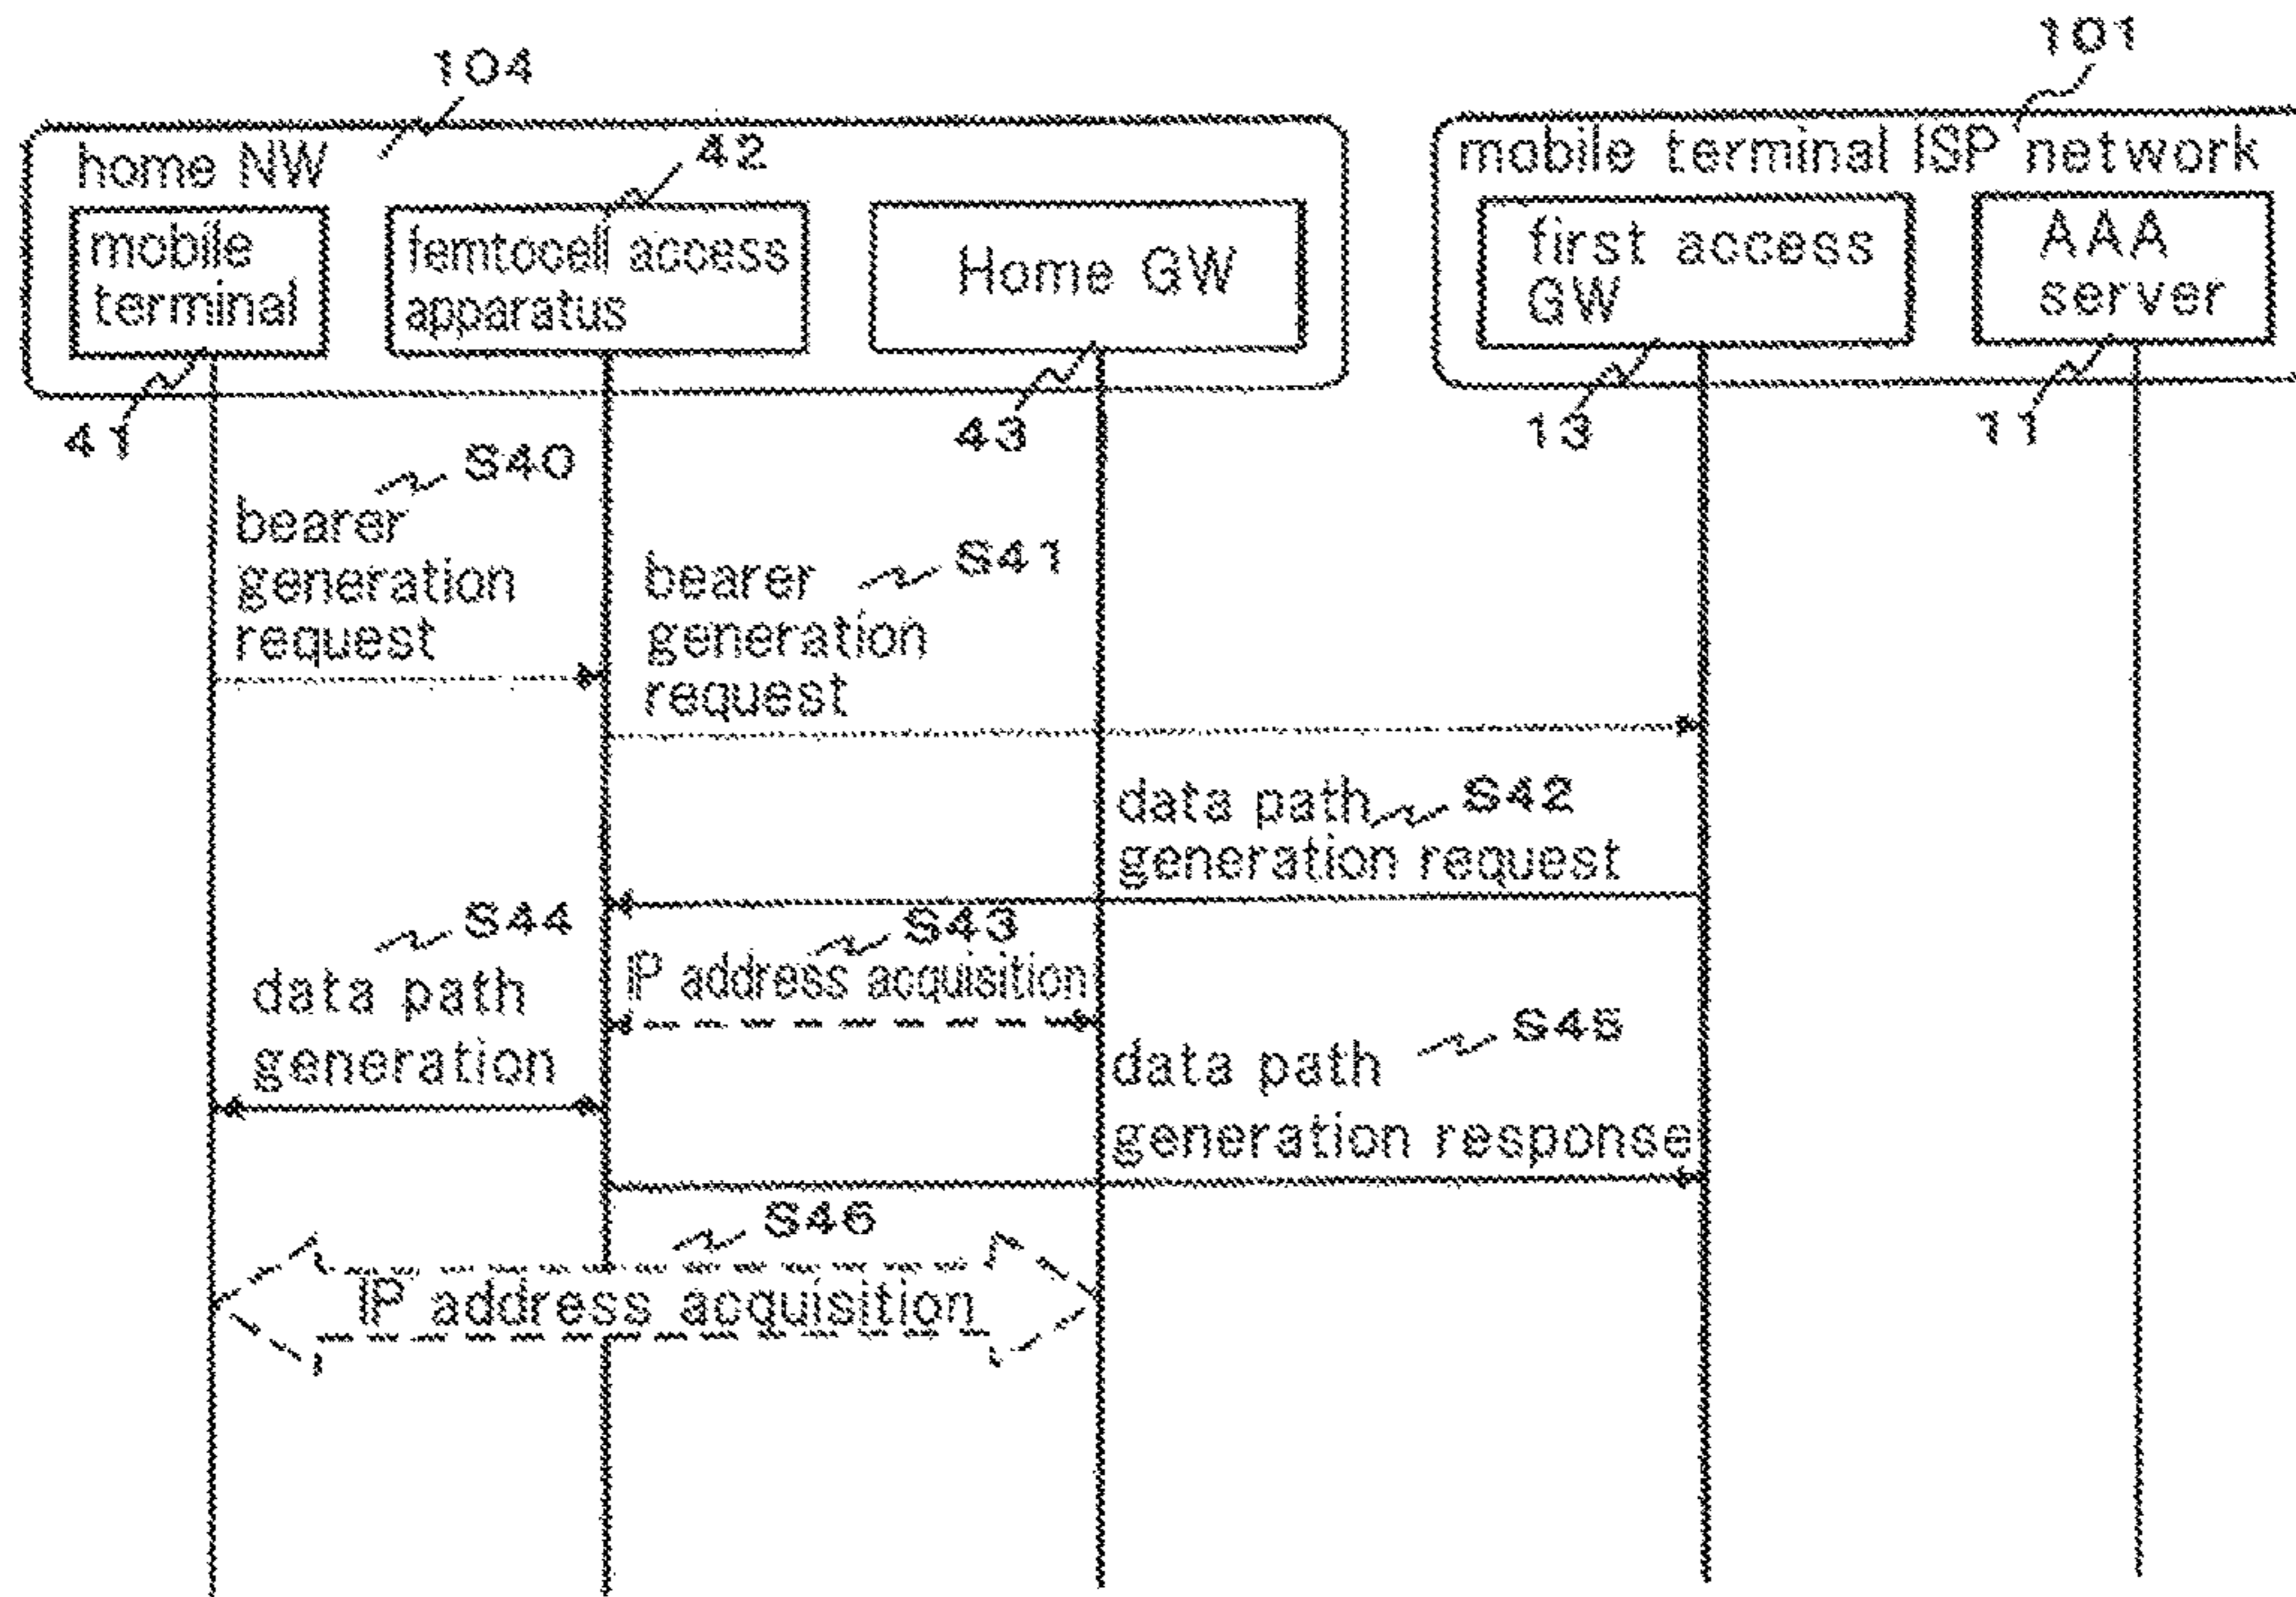 101
104
home NW
42
mobile terminal ISP network
mobile
terminal
femtocell access
apparatus
Home GW
first access
GW
AAA
server
41
43
13
11
S40
bearer
generation
request
S41
bearer
generation
request
data path S42
generation request
S44
S43
data path
generation
IP address acquisition
S45
data path
generation response
S46
IP address acquisition